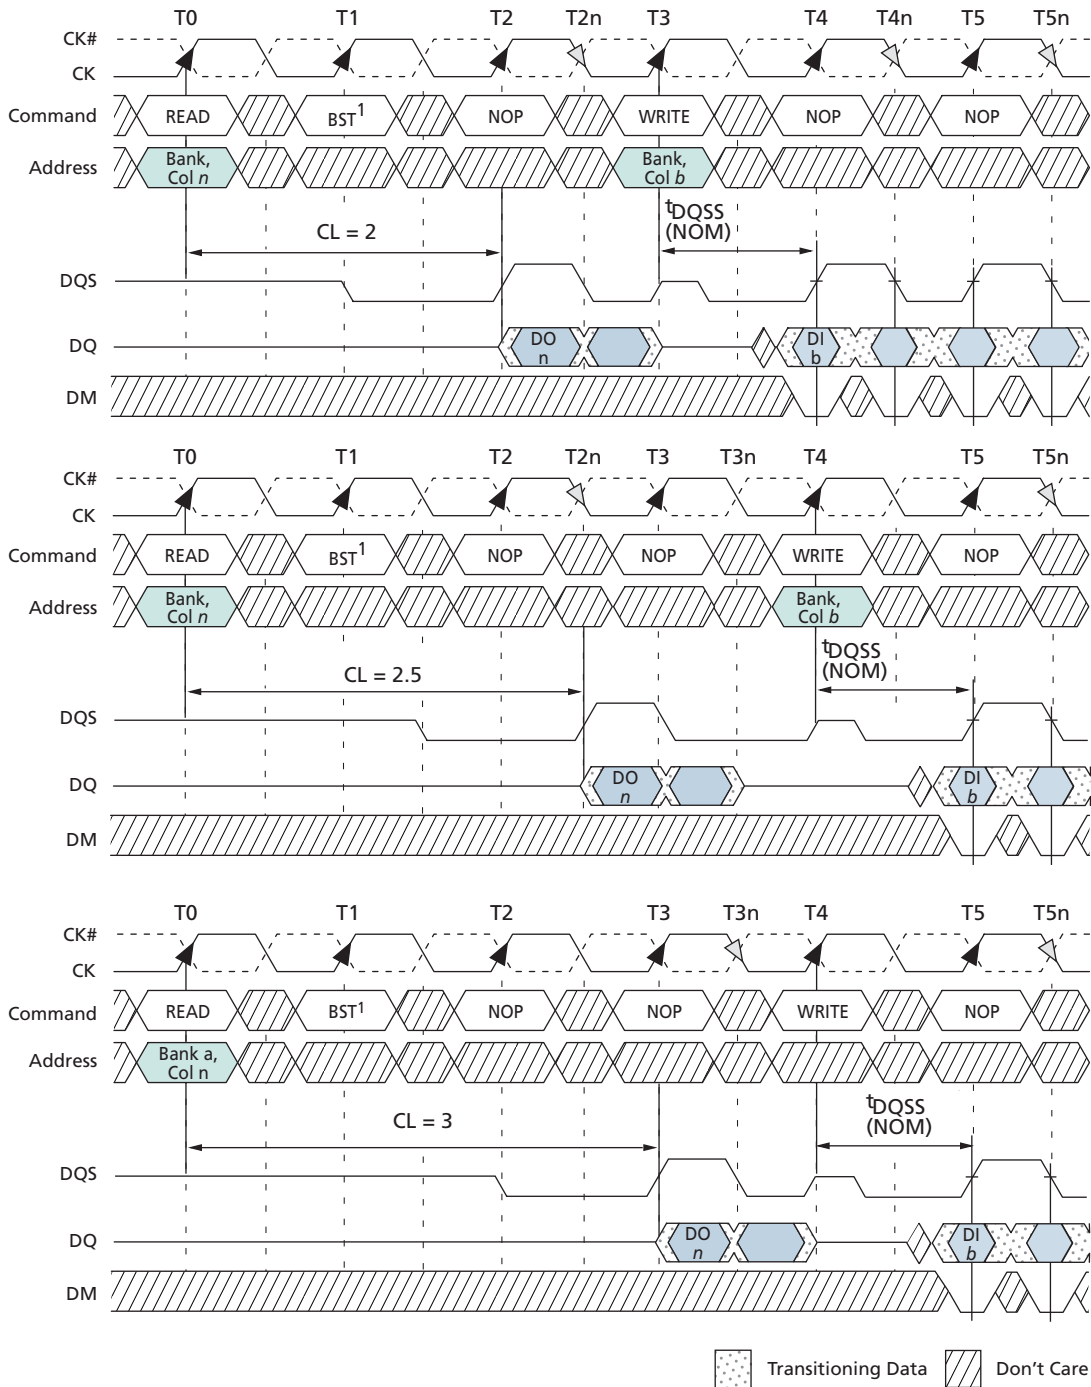 T0 T1 T2 T2n T3 T4 T4n T5 T5n
CK#
CK
Command READ BST1 NOP WRITE NOP NOP
Address Bank, Col n Bank, Col b
CL = 2
tDQSS
(NOM)
DQS
DQ DO n DI b
DM
T0 T1 T2 T2n T3 T3n T4 T5 T5n
CK#
CK
Command READ BST1 NOP NOP WRITE NOP
Address Bank, Col n Bank, Col b
CL = 2.5
tDQSS
(NOM)
DQS
DQ DO n DI b
DM
T0 T1 T2 T3 T3n T4 T5 T5n
CK#
CK
Command READ BST1 NOP NOP WRITE NOP
Address Bank a, Col n
CL = 3
tDQSS
(NOM)
DQS
DQ DO n DI b
DM
Transitioning Data Don't Care